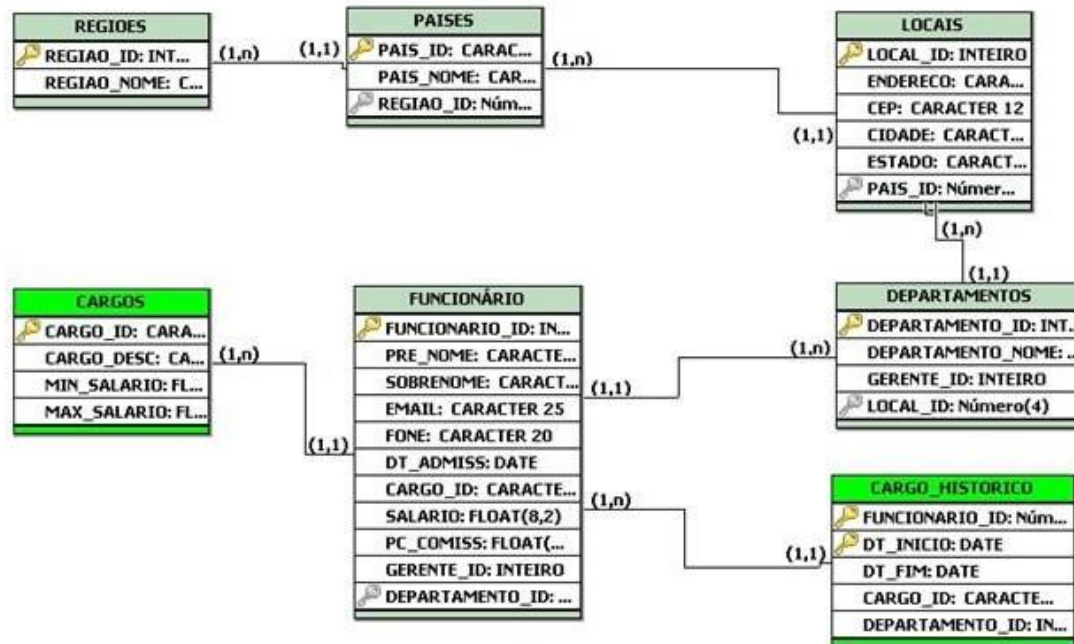 REGIOES
REGIAO_ID: INT...
REGIAO_NOME: C...
(1,n)
(1,1)
PAISES
PAIS_ID: CARAC...
PAIS_NOME: CAR...
REGIAO_ID: Núm...
(1,n)
(1,1)
LOCAIS
LOCAL_ID: INTEIRO
ENDERECO: CARA...
CEP: CARACTER 12
CIDADE: CARACT...
ESTADO: CARACT...
PAIS_ID: Númer...
(1,n)
(1,1)
CARGOS
CARGO_ID: CARA...
CARGO_DESC: CA...
MIN_SALARIO: FL...
MAX_SALARIO: FL...
(1,n)
(1,1)
FUNCIONÁRIO
FUNCIONARIO_ID: IN...
PRE_NOME: CARACTE...
SOBRENOME: CARACT...
EMAIL: CARACTER 25
FONE: CARACTER 20
DT_ADMISS: DATE
CARGO_ID: CARACTE...
SALARIO: FLOAT(8,2)
PC_COMISS: FLOAT(...
GERENTE_ID: INTEIRO
DEPARTAMENTO_ID: ...
(1,1)
(1,n)
DEPARTAMENTOS
DEPARTAMENTO_ID: INT...
DEPARTAMENTO_NOME: ...
GERENTE_ID: INTEIRO
LOCAL_ID: Número(4)
(1,n)
(1,1)
CARGO_HISTORICO
FUNCIONARIO_ID: Núm...
DT_INICIO: DATE
DT_FIM: DATE
CARGO_ID: CARACTE...
DEPARTAMENTO_ID: IN...